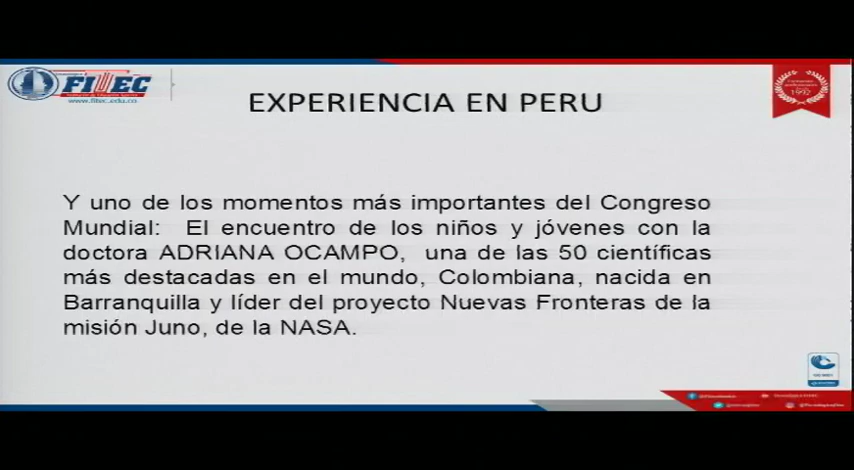 FITEC
www.fitec.edu.co
1992
EXPERIENCIA EN PERU
Y uno de los momentos más importantes del Congreso
Mundial: El encuentro de los niños y jóvenes con la
doctora ADRIANA OCAMPO, una de las 50 científicas
más destacadas en el mundo, Colombiana, nacida en
Barranquilla y líder del proyecto Nuevas Fronteras de la
misión Juno, de la NASA.